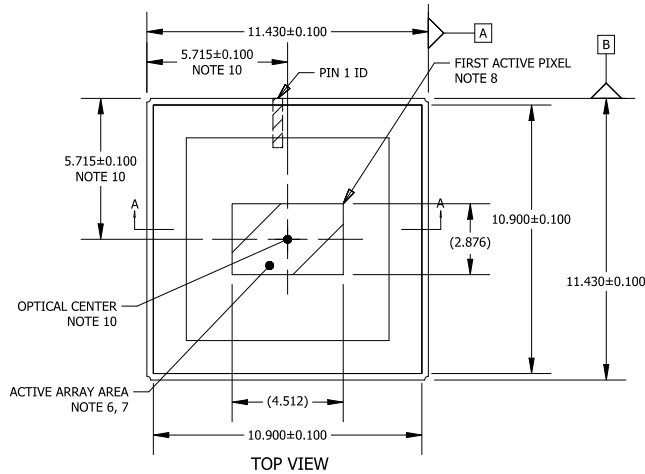 11.430±0.100
A
5.715±0.100
NOTE 10
B
PIN 1 ID
FIRST ACTIVE PIXEL
NOTE 8
5.715±0.100
NOTE 10
A
A
10.900±0.100
(2.876)
11.430±0.100
OPTICAL CENTER
NOTE 10
ACTIVE ARRAY AREA
NOTE 6, 7
(4.512)
10.900±0.100
TOP VIEW